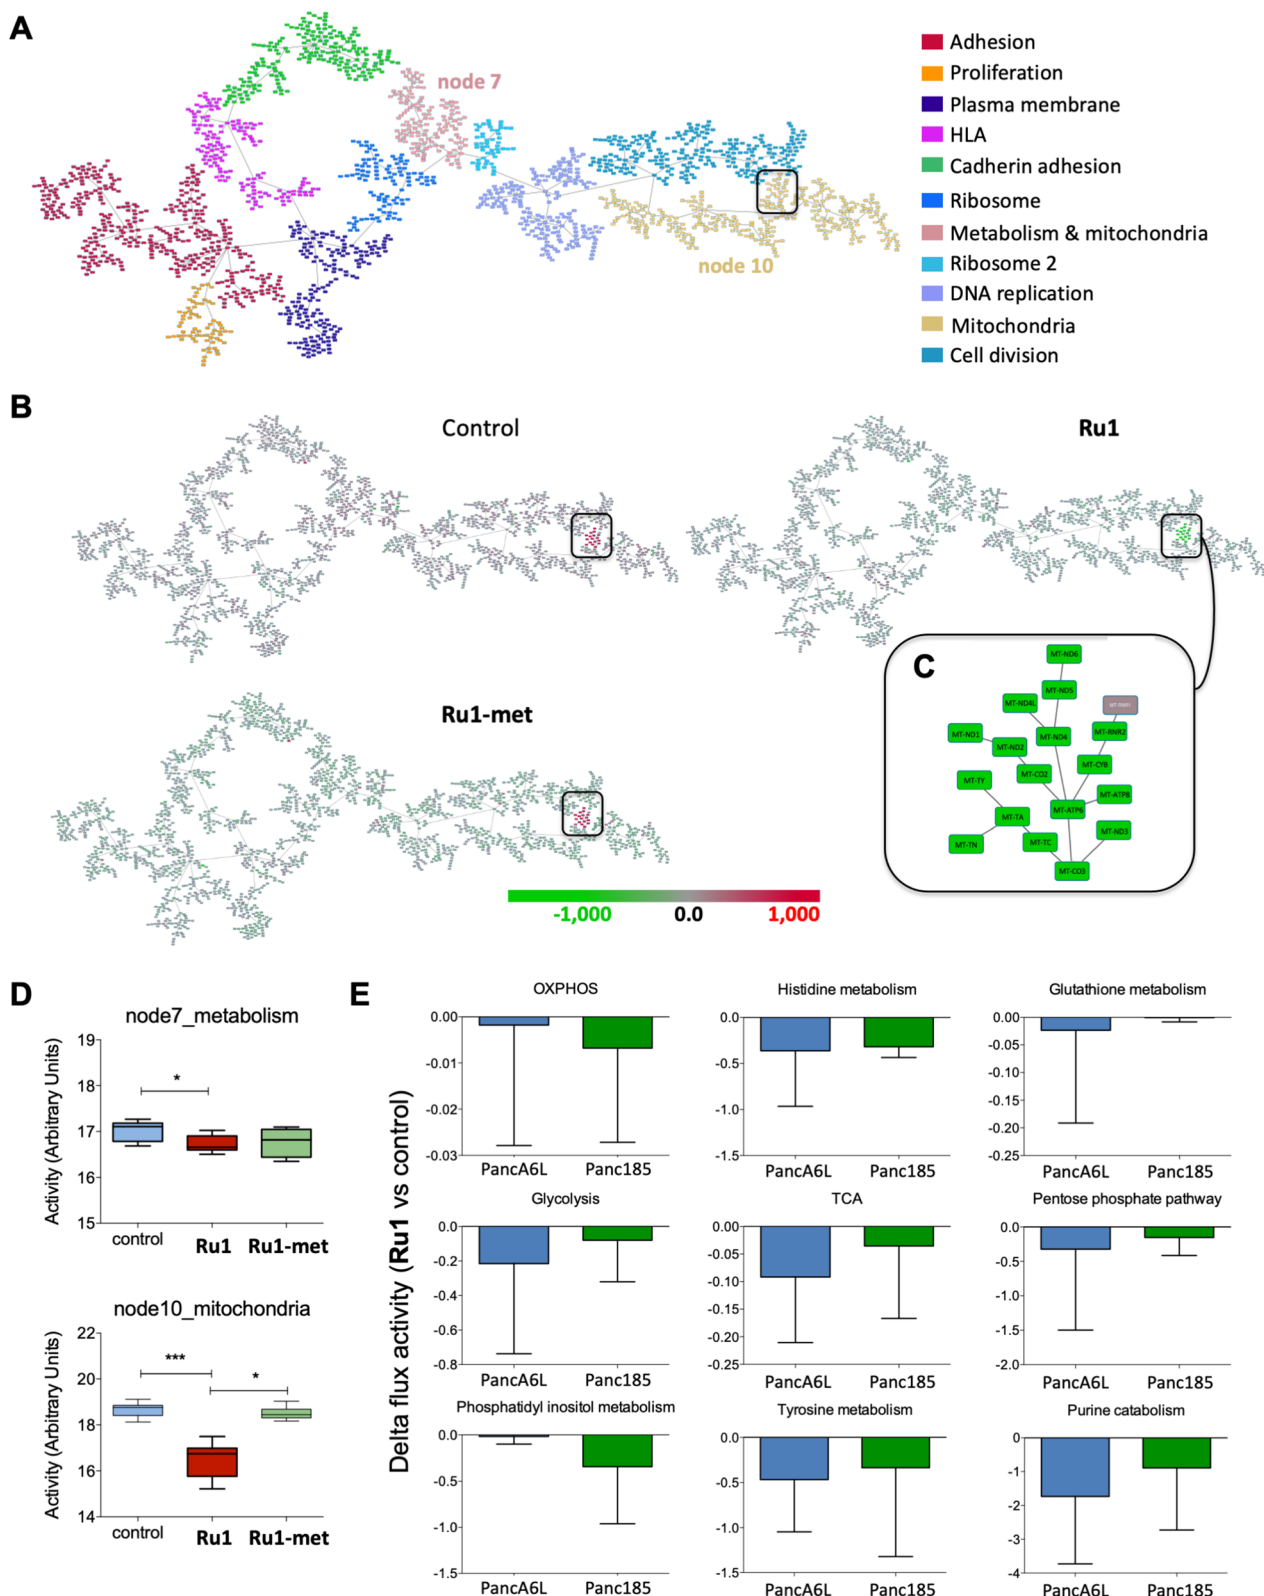 A
node 7
node 10
Adhesion
Proliferation
Plasma membrane
HLA
Cadherin adhesion
Ribosome
Metabolism & mitochondria
Ribosome 2
DNA replication
Mitochondria
Cell division
B
Control
Ru1
Ru1-met
-1,000 0.0 1,000
C
MT-ND6
MT-ND5
MT-ND4L
MT-ND1
MT-ND4
MT-RNR2
MT-ND2
MT-CO2
MT-CYB
MT-TY
MT-ATP8
MT-ATP6
MT-TA
MT-ND3
MT-TN
MT-TC
MT-CO3
D
node7_metabolism
Activity (Arbitrary Units)
19
18
17
16
15
*
control Ru1 Ru1-met
node10_mitochondria
Activity (Arbitrary Units)
22
20
18
16
14
***
*
control Ru1 Ru1-met
E
Delta flux activity (Ru1 vs control)
OXPHOS
0.00
-0.01
-0.02
-0.03
PancA6L Panc185
Histidine metabolism
0.0
-0.5
-1.0
-1.5
PancA6L Panc185
Glutathione metabolism
0.00
-0.05
-0.10
-0.15
-0.20
-0.25
PancA6L Panc185
Glycolysis
0.0
-0.2
-0.4
-0.6
-0.8
PancA6L Panc185
TCA
0.00
-0.05
-0.10
-0.15
-0.20
-0.25
PancA6L Panc185
Pentose phosphate pathway
0.0
-0.5
-1.0
-1.5
-2.0
PancA6L Panc185
Phosphatidyl inositol metabolism
0.0
-0.5
-1.0
-1.5
PancA6L Panc185
Tyrosine metabolism
0.0
-0.5
-1.0
-1.5
PancA6L Panc185
Purine catabolism
0
-1
-2
-3
-4
PancA6L Panc185